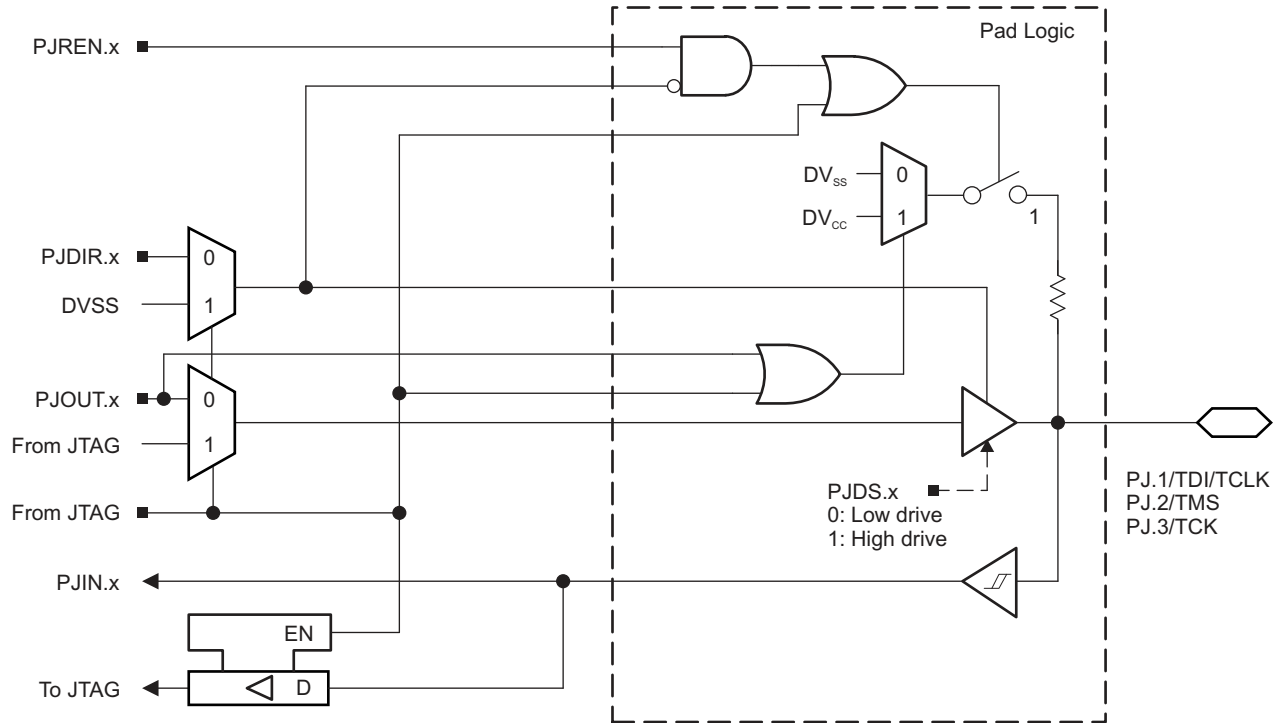 Pad Logic
PJREN.x
DVSS
0
DVCC
1
1
PJDIR.x
0
DVSS
1
PJOUT.x
0
From JTAG
1
From JTAG
PJDS.x
0: Low drive
1: High drive
PJ.1/TDI/TCLK
PJ.2/TMS
PJ.3/TCK
PJIN.x
EN
To JTAG
D